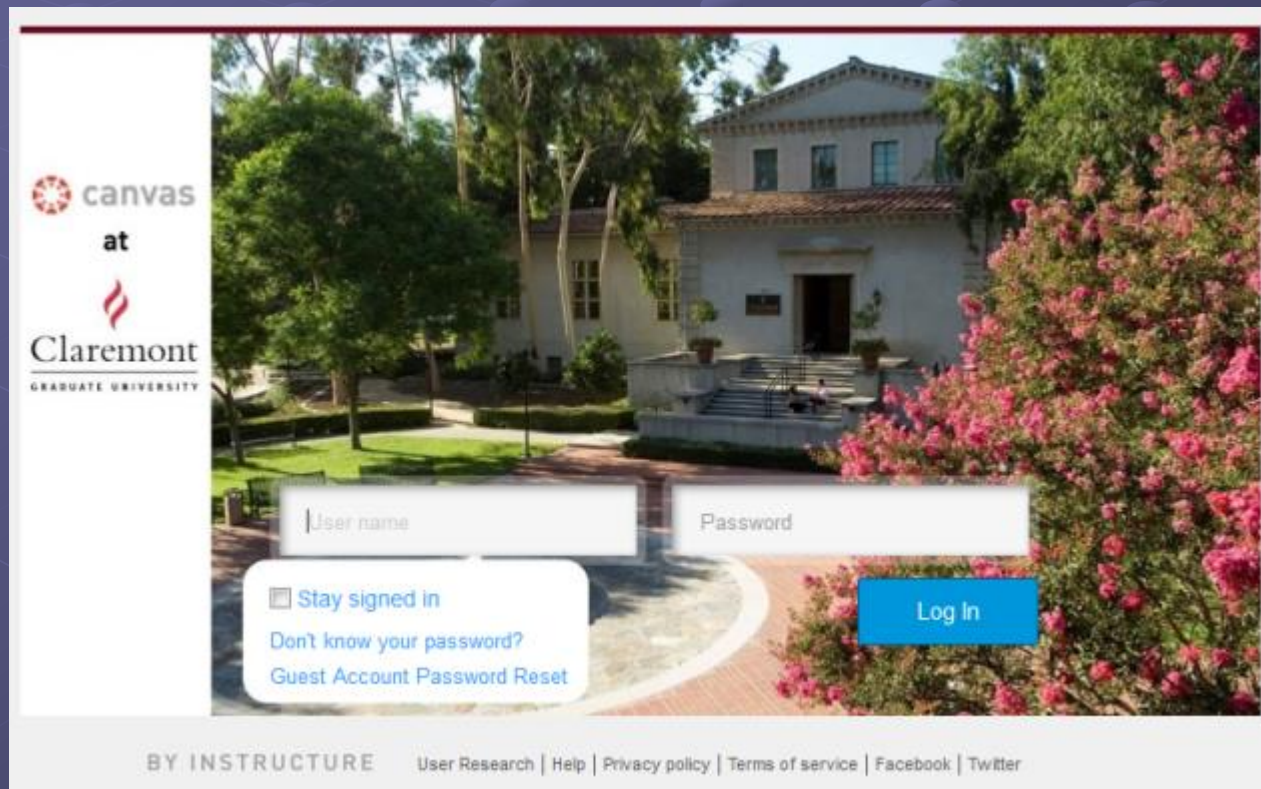 canvas
at
Claremont
GRADUATE UNIVERSITY
User name
Password
Stay signed in
Don't know your password?
Guest Account Password Reset
Log In
BY INSTRUCTURE
User Research | Help | Privacy policy | Terms of service | Facebook | Twitter